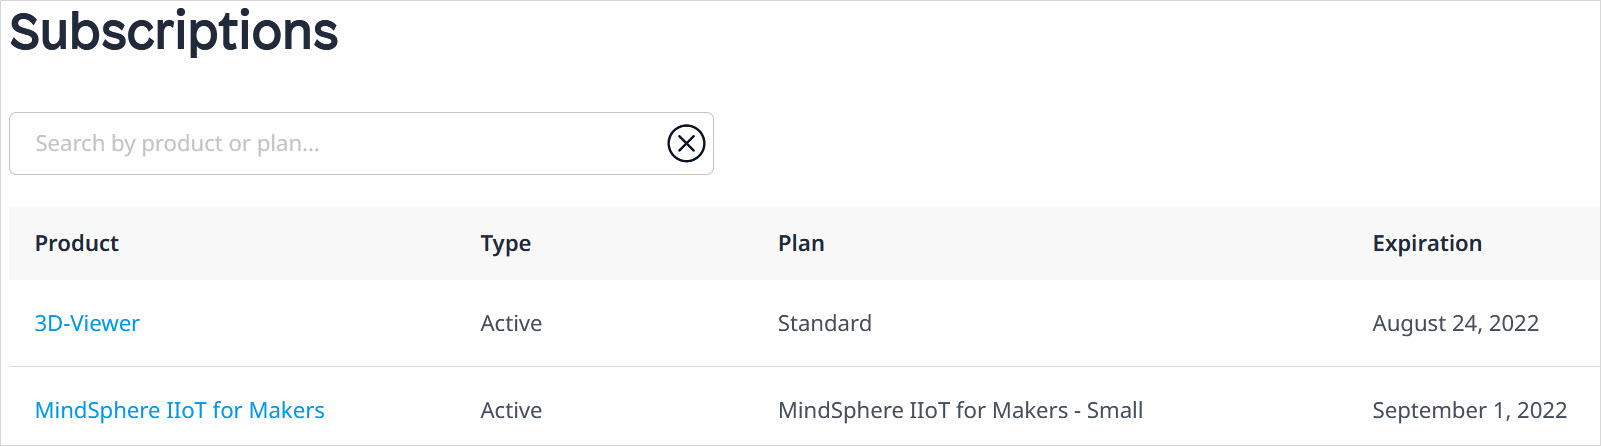 Subscriptions
Search by product or plan...
Product Type Plan Expiration
3D-Viewer Active Standard August 24, 2022
MindSphere IIoT for Makers Active MindSphere IIoT for Makers - Small September 1, 2022